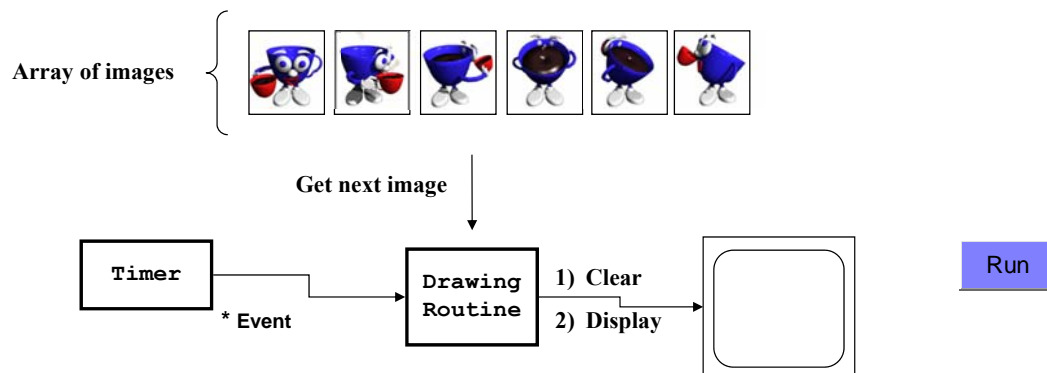 Array of images
Get next image
Timer
* Event
Drawing
Routine
1) Clear
2) Display
Run